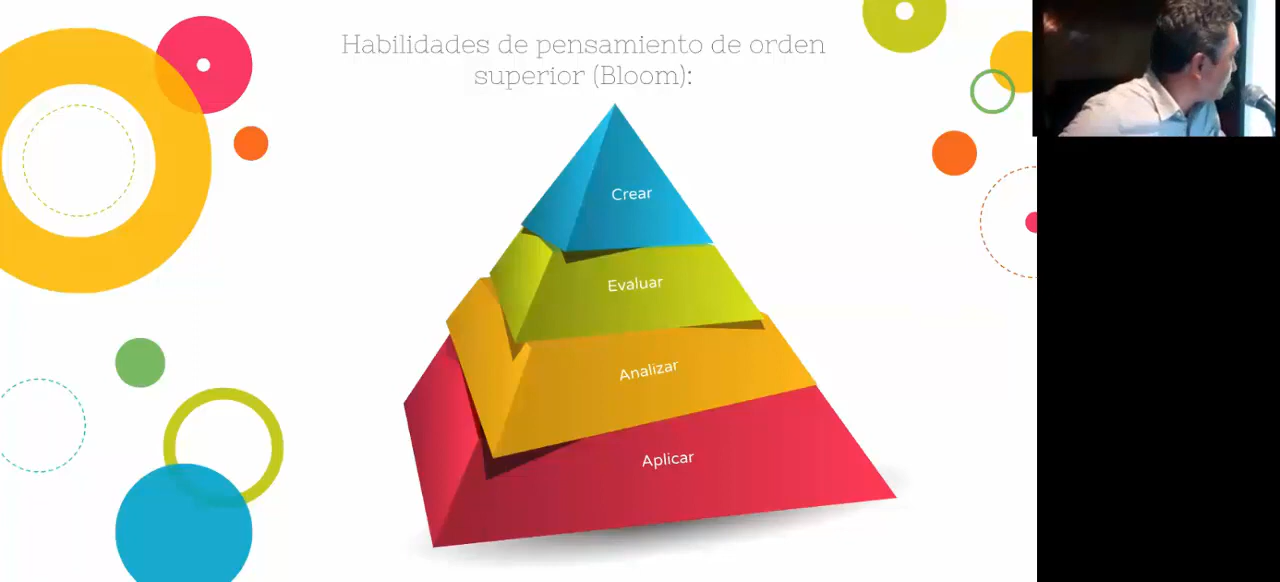 Habilidades de pensamiento de orden
superior (Bloom):
Crear
Evaluar
Analizar
Aplicar